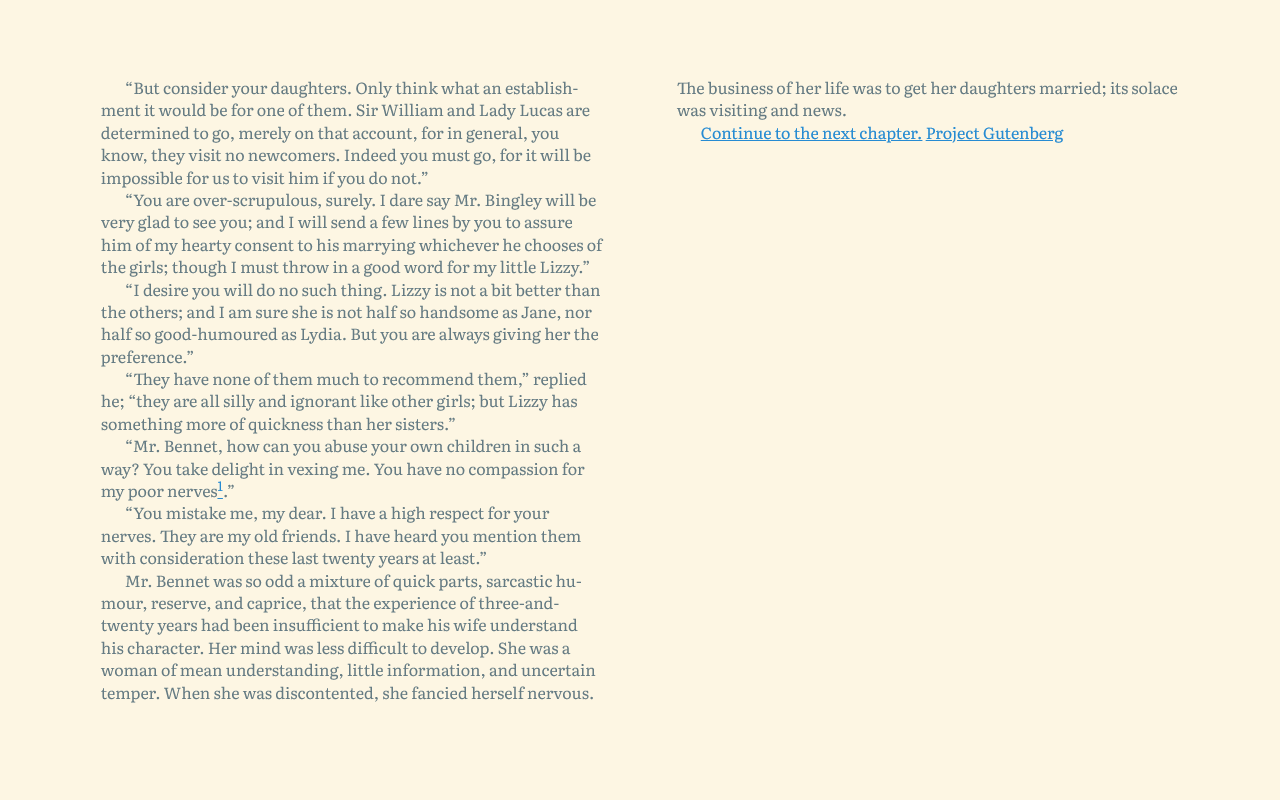 “But consider your daughters. Only think what an establish-
ment it would be for one of them. Sir William and Lady Lucas are
determined to go, merely on that account, for in general, you
know, they visit no newcomers. Indeed you must go, for it will be
impossible for us to visit him if you do not.”
“You are over-scrupulous, surely. I dare say Mr. Bingley will be
very glad to see you; and I will send a few lines by you to assure
him of my hearty consent to his marrying whichever he chooses of
the girls; though I must throw in a good word for my little Lizzy.”
“I desire you will do no such thing. Lizzy is not a bit better than
the others; and I am sure she is not half so handsome as Jane, nor
half so good-humoured as Lydia. But you are always giving her the
preference.”
“They have none of them much to recommend them,” replied
he; “they are all silly and ignorant like other girls; but Lizzy has
something more of quickness than her sisters.”
“Mr. Bennet, how can you abuse your own children in such a
way? You take delight in vexing me. You have no compassion for
my poor nerves1.”
“You mistake me, my dear. I have a high respect for your
nerves. They are my old friends. I have heard you mention them
with consideration these last twenty years at least.”
Mr. Bennet was so odd a mixture of quick parts, sarcastic hu-
mour, reserve, and caprice, that the experience of three-and-
twenty years had been insufficient to make his wife understand
his character. Her mind was less difficult to develop. She was a
woman of mean understanding, little information, and uncertain
temper. When she was discontented, she fancied herself nervous.
The business of her life was to get her daughters married; its solace
was visiting and news.
Continue to the next chapter. Project Gutenberg